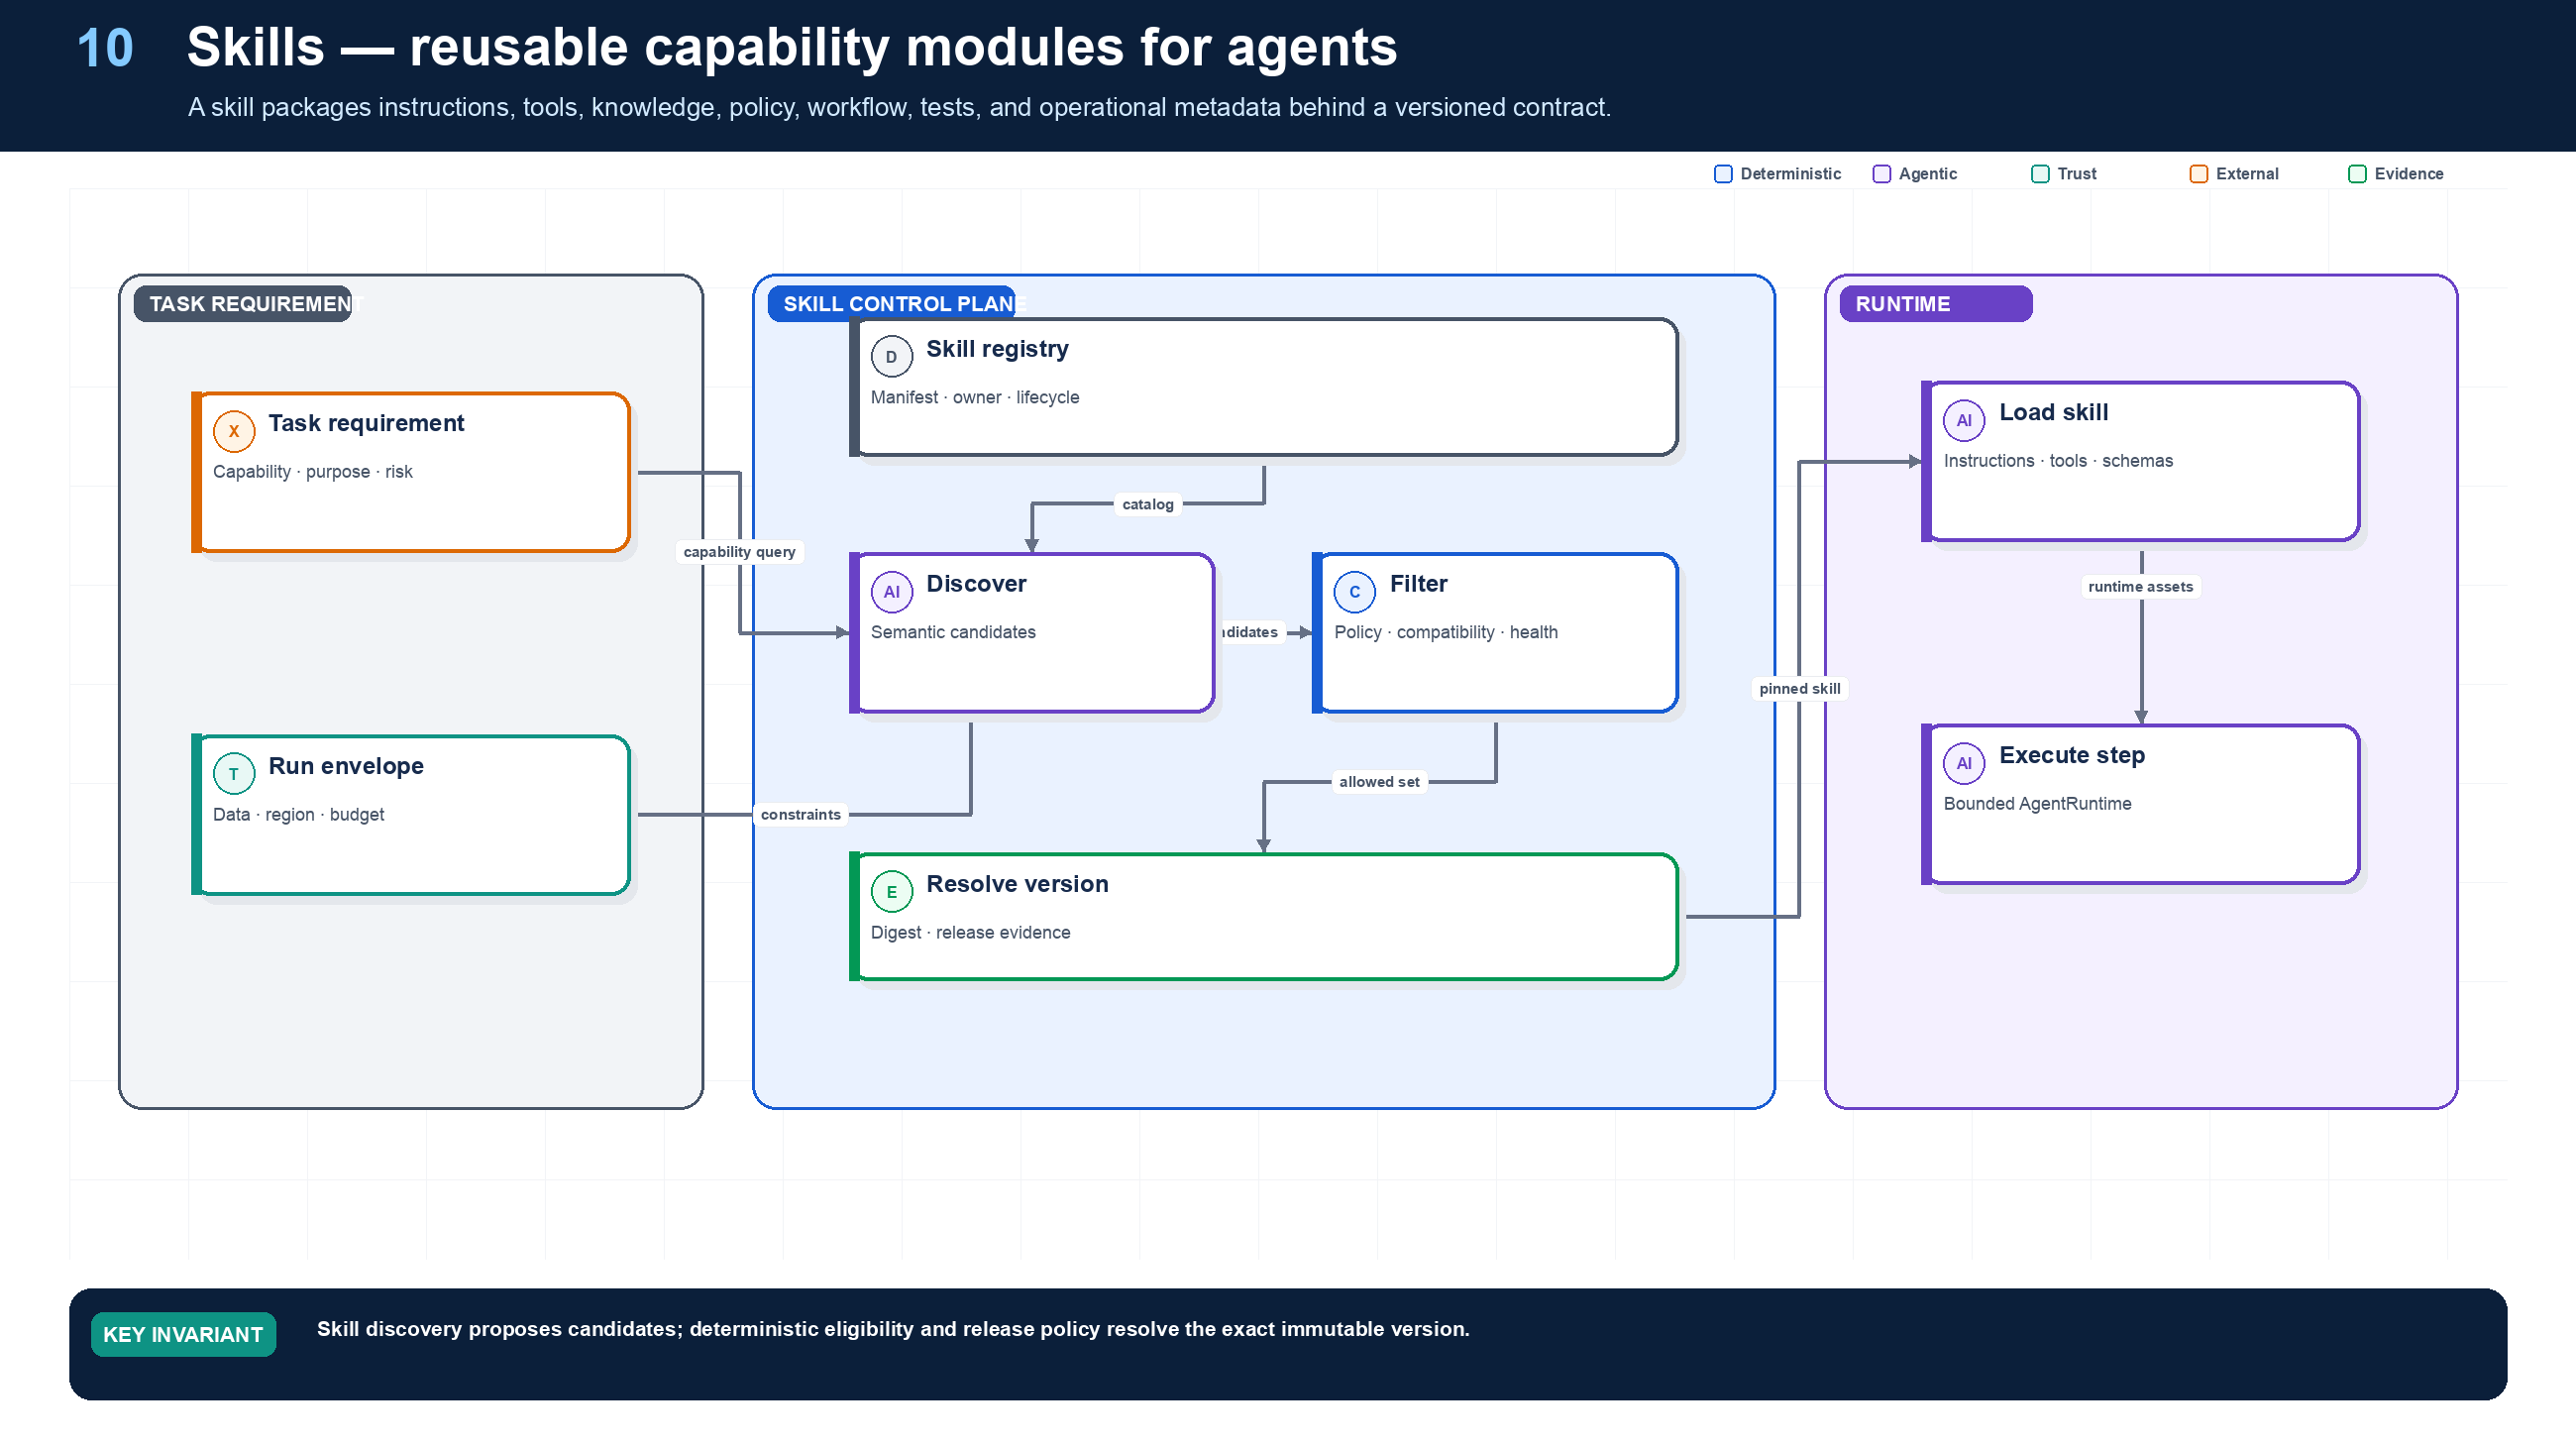 10
Skills — reusable capability modules for agents
A skill packages instructions, tools, knowledge, policy, workflow, tests, and operational metadata behind a versioned contract.
Deterministic
Agentic
Trust
External
Evidence
TASK REQUIREMENT
X
Task requirement
Capability · purpose · risk
capability query
T
Run envelope
Data · region · budget
constraints
SKILL CONTROL PLANE
D
Skill registry
Manifest · owner · lifecycle
catalog
AI
Discover
Semantic candidates
C
Filter
Policy · compatibility · health
allowed set
E
Resolve version
Digest · release evidence
pinned skill
RUNTIME
AI
Load skill
Instructions · tools · schemas
runtime assets
AI
Execute step
Bounded AgentRuntime
KEY INVARIANT
Skill discovery proposes candidates; deterministic eligibility and release policy resolve the exact immutable version.